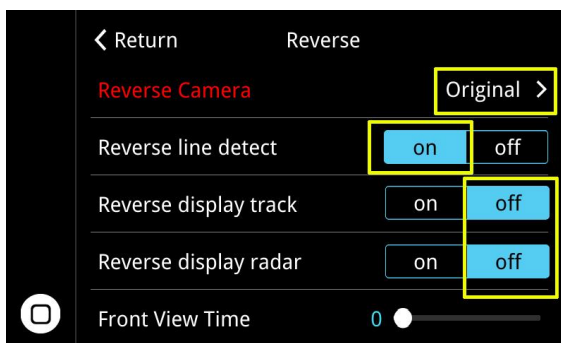 Return Reverse
Reverse Camera Original
Reverse line detect on off
Reverse display track on off
Reverse display radar on off
Front View Time 0